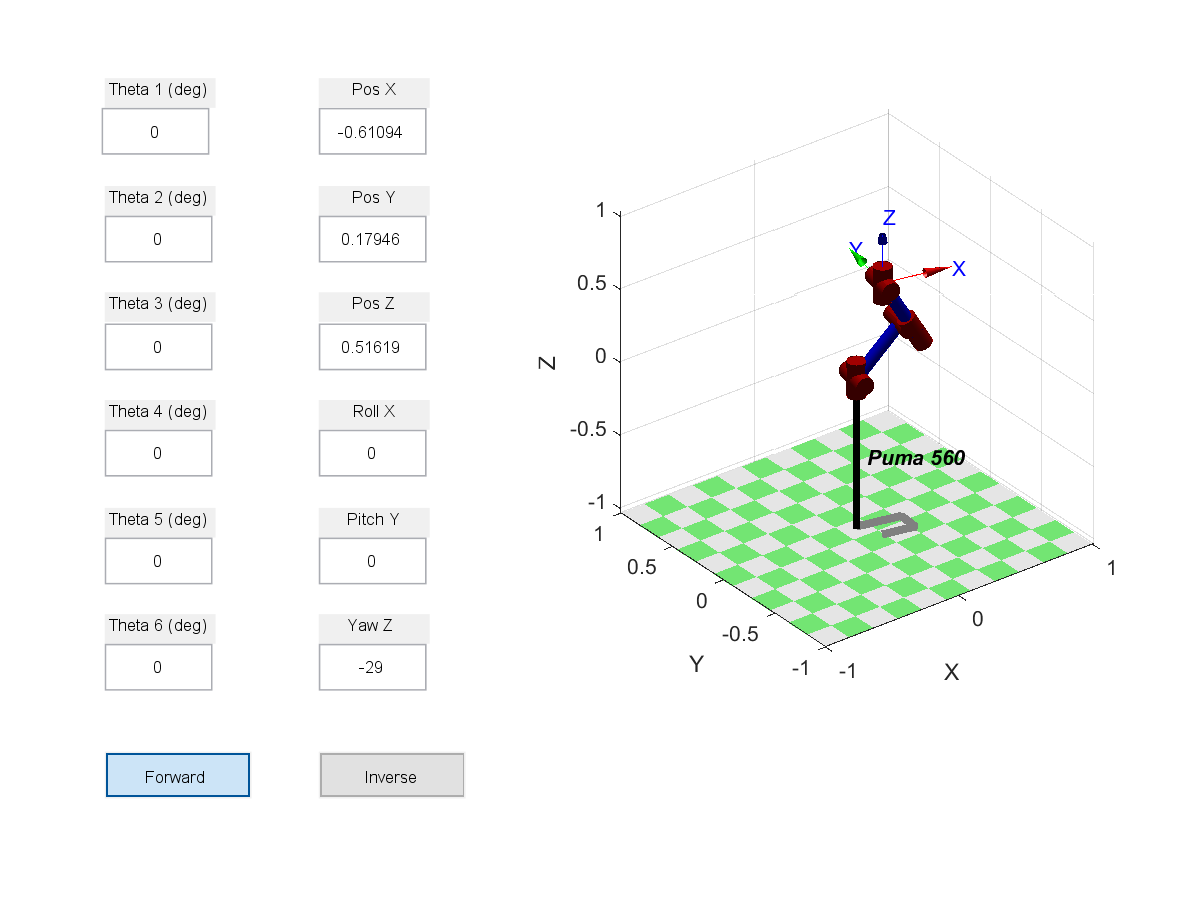 Theta 1 (deg)
0
Pos X
-0.61094
Theta 2 (deg)
0
Pos Y
0.17946
Theta 3 (deg)
0
Pos Z
0.51619
Theta 4 (deg)
0
Roll X
0
Theta 5 (deg)
0
Pitch Y
0
Theta 6 (deg)
0
Yaw Z
-29
Forward
Inverse
Z
1
0.5
0
-0.5
-1
Z
Y
X
Puma 560
1
0.5
0
-0.5
-1
Y
-1
0
1
X